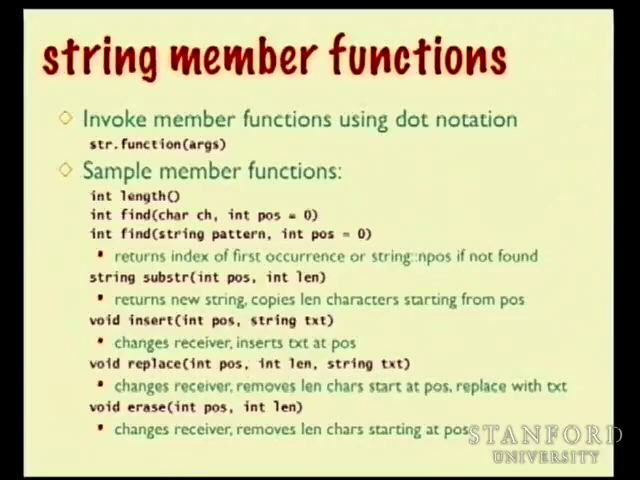 string member functions
Invoke member functions using dot notation
str.function(args)
Sample member functions:
int length()
int find(char ch, int pos = 0)
int find(string pattern, int pos = 0)
returns index of first occurrence or string::npos if not found
string substr(int pos, int len)
returns new string, copies len characters starting from pos
void insert(int pos, string txt)
changes receiver, inserts txt at pos
void replace(int pos, int len, string txt)
changes receiver, removes len chars start at pos, replace with txt
void erase(int pos, int len)
changes receiver, removes len chars starting at pos
STANFORD
UNIVERSITY